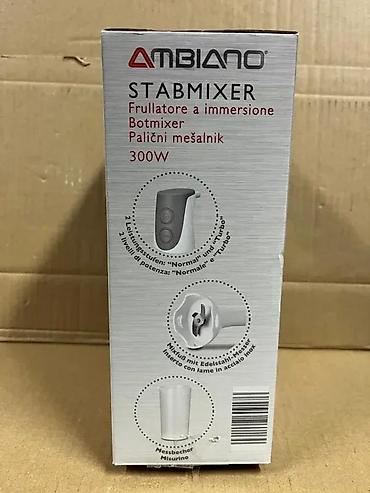 AMBIANO®
STABMIXER
Frullatore a immersione
Botmixer
Palični mešalnik
300W
2 Leistungsstufen: "Normal" und "Turbo"
2 livelli di potenza: "Normale" e "Turbo"
Mixfuß mit Edelstahl-Messer
Inserto con lame in acciaio inox
Messbecher
Misurino